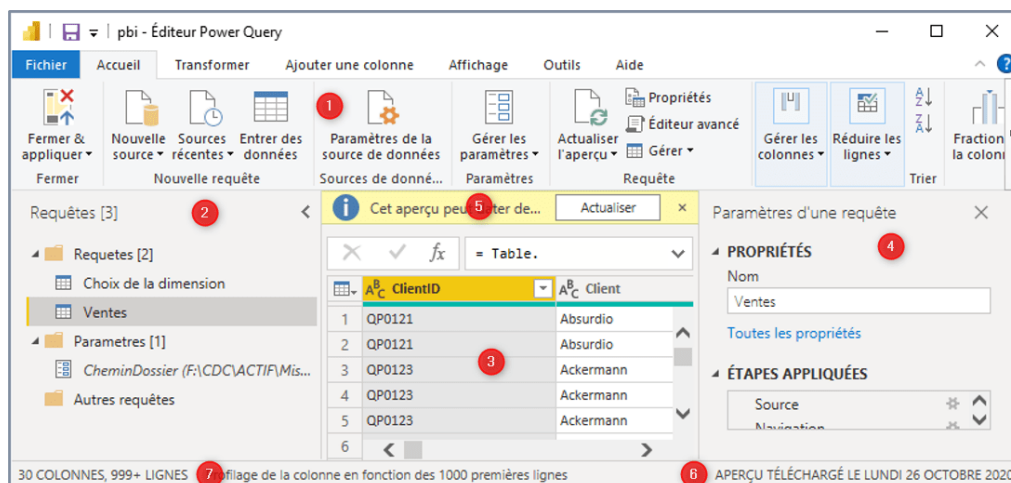 pbi - Éditeur Power Query
Fichier Accueil Transformer Ajouter une colonne Affichage Outils Aide
Fermer & appliquer
Nouvelle source
Sources récentes
Entrer des données
1
Paramètres de la source de données
Gérer les paramètres
Actualiser l'aperçu
Propriétés
Éditeur avancé
Gérer
Gérer les colonnes
Réduire les lignes
Fermer
Nouvelle requête
Sources de donné...
Paramètres
Requête
Trier
Requêtes [3]
2
Requetes [2]
Choix de la dimension
Ventes
Parametres [1]
CheminDossier (F:\CDC\ACTIF\Mis...
Autres requêtes
Cet aperçu
5
de...
Actualiser
fx
= Table.
ABC ClientID ABC Client
1 QP0121 Absurdio
2 QP0121 Absurdio
3 QP0123 Ackermann
4 QP0123 Ackermann
5 QP0123 Ackermann
6
3
Paramètres d'une requête
4
PROPRIÉTÉS
Nom
Ventes
Toutes les propriétés
ÉTAPES APPLIQUÉES
Source
30 COLONNES, 999+ LIGNES
7
de la colonne en fonction des 1000 premières lignes
6
APERÇU TÉLÉCHARGÉ LE LUNDI 26 OCTOBRE 2020